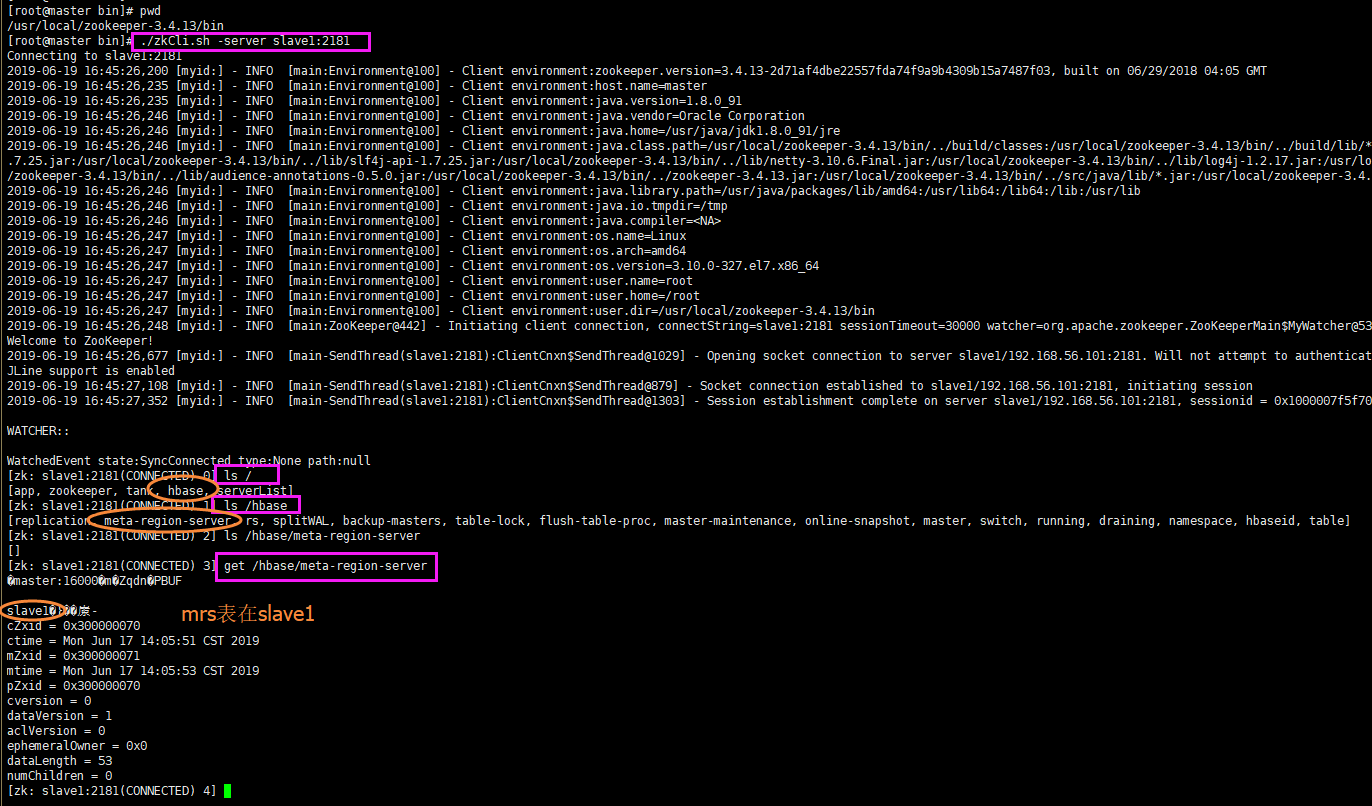 [root@master bin]# pwd
/usr/local/zookeeper-3.4.13/bin
[root@master bin]# ./zkCli.sh -server slave1:2181
Connecting to slave1:2181
2019-06-19 16:45:26,200 [myid:] - INFO  [main:Environment@100] - Client environment:zookeeper.version=3.4.13-2d71af4dbe22557fda74f9a9b4309b15a7487f03, built on 06/29/2018 04:05 GMT
2019-06-19 16:45:26,235 [myid:] - INFO  [main:Environment@100] - Client environment:host.name=master
2019-06-19 16:45:26,235 [myid:] - INFO  [main:Environment@100] - Client environment:java.version=1.8.0_91
2019-06-19 16:45:26,246 [myid:] - INFO  [main:Environment@100] - Client environment:java.vendor=Oracle Corporation
2019-06-19 16:45:26,246 [myid:] - INFO  [main:Environment@100] - Client environment:java.home=/usr/java/jdk1.8.0_91/jre
2019-06-19 16:45:26,246 [myid:] - INFO  [main:Environment@100] - Client environment:java.class.path=/usr/local/zookeeper-3.4.13/bin/../build/classes:/usr/local/zookeeper-3.4.13/bin/../build/lib/*
.7.25.jar:/usr/local/zookeeper-3.4.13/bin/../lib/slf4j-api-1.7.25.jar:/usr/local/zookeeper-3.4.13/bin/../lib/netty-3.10.6.Final.jar:/usr/local/zookeeper-3.4.13/bin/../lib/log4j-1.2.17.jar:/usr/lo
/zookeeper-3.4.13/bin/../lib/audience-annotations-0.5.0.jar:/usr/local/zookeeper-3.4.13/bin/../zookeeper-3.4.13.jar:/usr/local/zookeeper-3.4.13/bin/../src/java/lib/*.jar:/usr/local/zookeeper-3.4.
2019-06-19 16:45:26,246 [myid:] - INFO  [main:Environment@100] - Client environment:java.library.path=/usr/java/packages/lib/amd64:/usr/lib64:/lib64:/lib:/usr/lib
2019-06-19 16:45:26,246 [myid:] - INFO  [main:Environment@100] - Client environment:java.io.tmpdir=/tmp
2019-06-19 16:45:26,246 [myid:] - INFO  [main:Environment@100] - Client environment:java.compiler=<NA>
2019-06-19 16:45:26,247 [myid:] - INFO  [main:Environment@100] - Client environment:os.name=Linux
2019-06-19 16:45:26,247 [myid:] - INFO  [main:Environment@100] - Client environment:os.arch=amd64
2019-06-19 16:45:26,247 [myid:] - INFO  [main:Environment@100] - Client environment:os.version=3.10.0-327.el7.x86_64
2019-06-19 16:45:26,247 [myid:] - INFO  [main:Environment@100] - Client environment:user.name=root
2019-06-19 16:45:26,247 [myid:] - INFO  [main:Environment@100] - Client environment:user.home=/root
2019-06-19 16:45:26,247 [myid:] - INFO  [main:Environment@100] - Client environment:user.dir=/usr/local/zookeeper-3.4.13/bin
2019-06-19 16:45:26,248 [myid:] - INFO  [main:ZooKeeper@442] - Initiating client connection, connectString=slave1:2181 sessionTimeout=30000 watcher=org.apache.zookeeper.ZooKeeperMain$MyWatcher@53
Welcome to ZooKeeper!
2019-06-19 16:45:26,677 [myid:] - INFO  [main-SendThread(slave1:2181):ClientCnxn$SendThread@1029] - Opening socket connection to server slave1/192.168.56.101:2181. Will not attempt to authenticat
JLine support is enabled
2019-06-19 16:45:27,108 [myid:] - INFO  [main-SendThread(slave1:2181):ClientCnxn$SendThread@879] - Socket connection established to slave1/192.168.56.101:2181, initiating session
2019-06-19 16:45:27,352 [myid:] - INFO  [main-SendThread(slave1:2181):ClientCnxn$SendThread@1303] - Session establishment complete on server slave1/192.168.56.101:2181, sessionid = 0x1000007f5f70
WATCHER::
WatchedEvent state:SyncConnected type:None path:null
[zk: slave1:2181(CONNECTED) 0] ls /
[app, zookeeper, tank, hbase, serverList]
[zk: slave1:2181(CONNECTED) 1] ls /hbase
[replication, meta-region-server, rs, splitWAL, backup-masters, table-lock, flush-table-proc, master-maintenance, online-snapshot, master, switch, running, draining, namespace, hbaseid, table]
[zk: slave1:2181(CONNECTED) 2] ls /hbase/meta-region-server
[]
[zk: slave1:2181(CONNECTED) 3] get /hbase/meta-region-server
�master:16000�m�Zqdn�PBUF
slave1
mrs表在slave1
cZxid = 0x300000070
ctime = Mon Jun 17 14:05:51 CST 2019
mZxid = 0x300000071
mtime = Mon Jun 17 14:05:53 CST 2019
pZxid = 0x300000070
cversion = 0
dataVersion = 1
aclVersion = 0
ephemeralOwner = 0x0
dataLength = 53
numChildren = 0
[zk: slave1:2181(CONNECTED) 4]